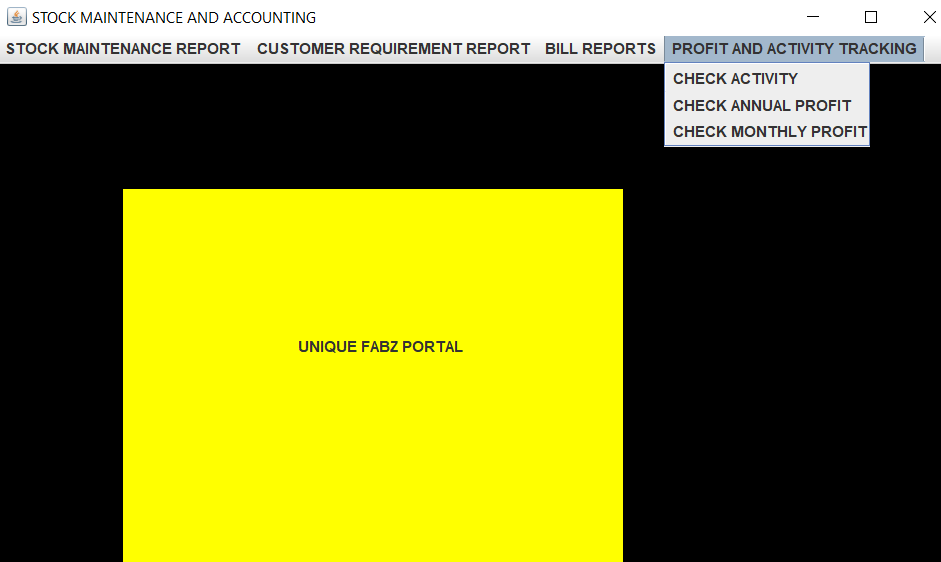 STOCK MAINTENANCE AND ACCOUNTING
STOCK MAINTENANCE REPORT CUSTOMER REQUIREMENT REPORT BILL REPORTS PROFIT AND ACTIVITY TRACKING
CHECK ACTIVITY
CHECK ANNUAL PROFIT
CHECK MONTHLY PROFIT
UNIQUE FABZ PORTAL